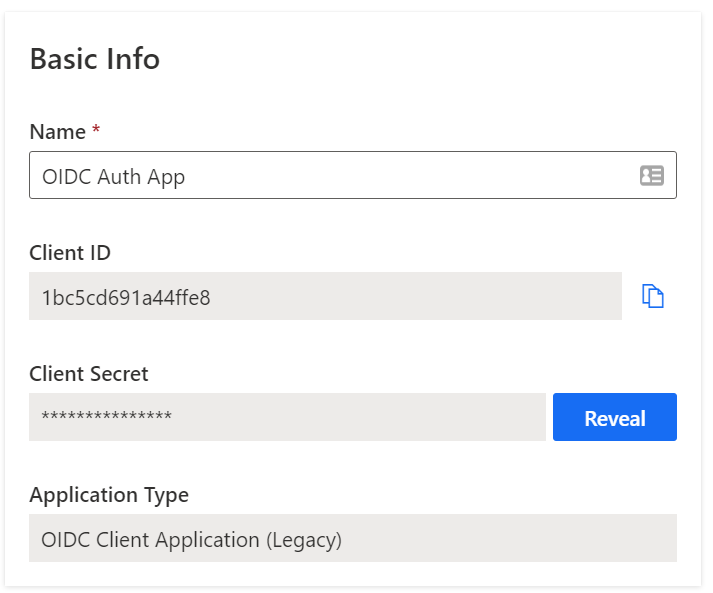 Basic Info
Name *
OIDC Auth App
Client ID
1bc5cd691a44ffe8
Client Secret
***************
Reveal
Application Type
OIDC Client Application (Legacy)